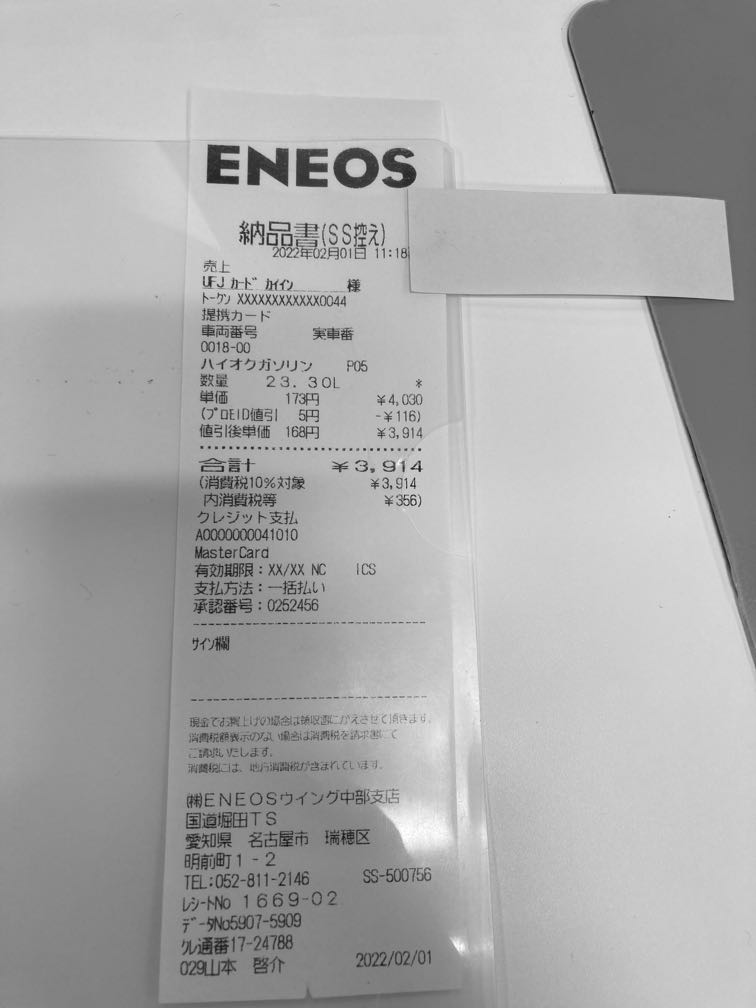 ENEOS
納品書(SS控え)
2022年02月01日 11:18
売上
UFJカード カイイン 様
トークン XXXXXXXXXXXX0044
提携カード
車両番号 実車番
0018-00
ハイオクガソリン P05
数量 23.30L *
単価 173円 ¥4,030
(プロEID値引 5円 -¥116)
値引後単価 168円 ¥3,914
合計 ¥3,914
(消費税10%対象 ¥3,914
内消費税等 ¥356)
クレジット支払
A0000000041010
MasterCard
有効期限:XX/XX NC ICS
支払方法:一括払い
承認番号:0252456
サイン欄
現金でお買上げの場合は領収書にかえさせて頂きます。
消費税額表示のない場合は消費税を請求書にて
ご請求いたします。
消費税には、地方消費税が含まれています。
㈱ENEOSウイング中部支店
国道堀田TS
愛知県 名古屋市 瑞穂区
明前町1-2
TEL:052-811-2146 SS-500756
レシートNo 1669-02
データNo5907-5909
クレ通番17-24788
029山本 啓介 2022/02/01